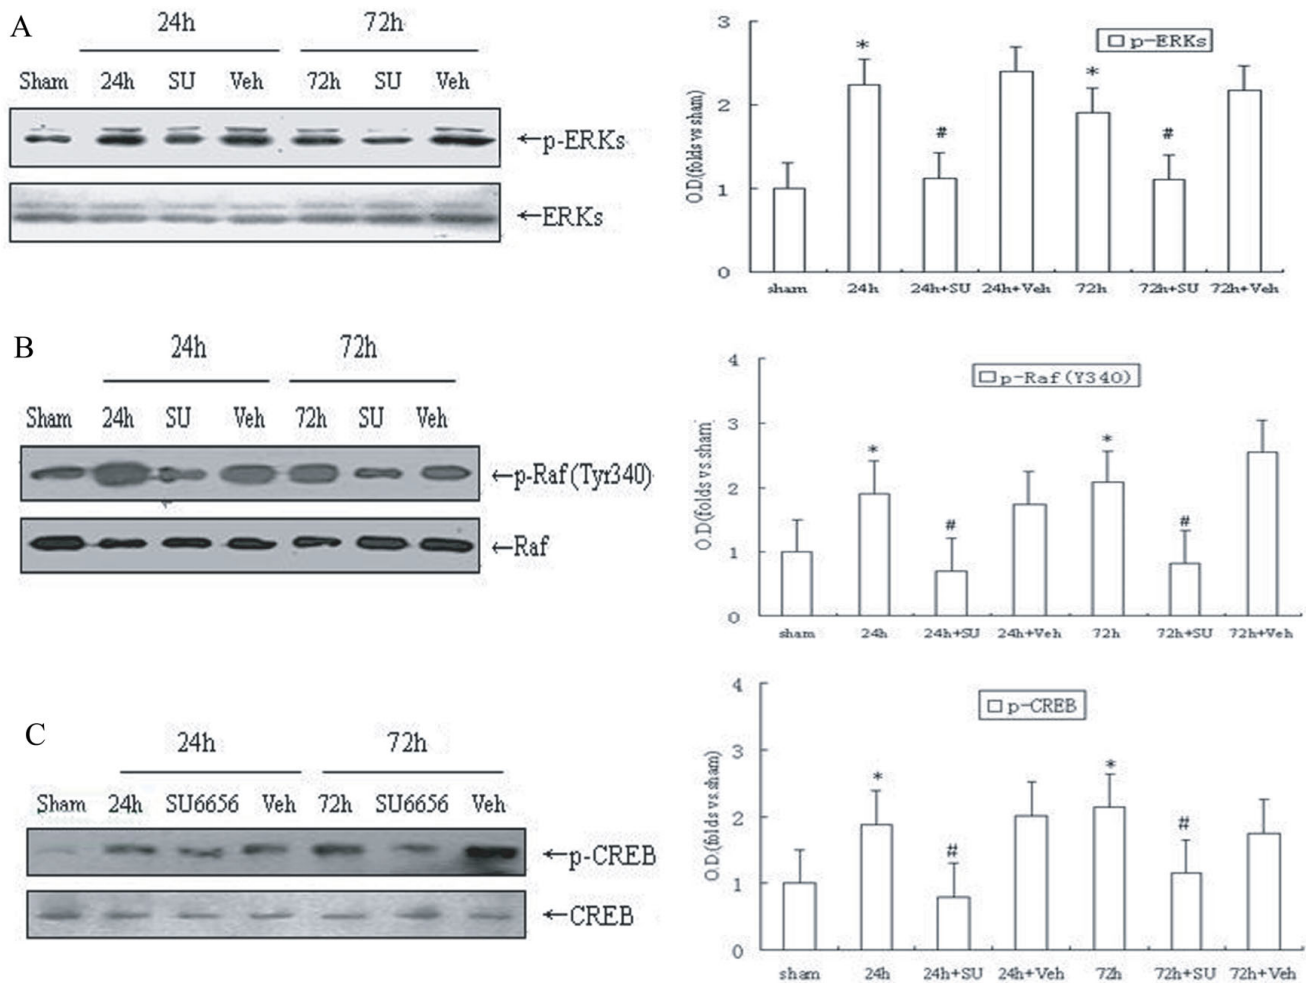 A
24h 72h
Sham 24h SU Veh 72h SU Veh
←p-ERKs
←ERKs
3
2
1
0
O.D(folds vs sham)
p-ERKs
* # * #
sham 24h 24h+SU 24h+Veh 72h 72h+SU 72h+Veh
B
24h 72h
Sham 24h SU Veh 72h SU Veh
←p-Raf(Tyr340)
←Raf
4
3
2
1
0
O.D(folds vs.sham)
p-Raf(Y340)
* # * #
sham 24h 24h+SU 24h+Veh 72h 72h+SU 72h+Veh
C
24h 72h
Sham 24h SU6656 Veh 72h SU6656 Veh
←p-CREB
←CREB
4
3
2
1
0
O.D(folds vs.sham)
p-CREB
* # * #
sham 24h 24h+SU 24h+Veh 72h 72h+SU 72h+Veh